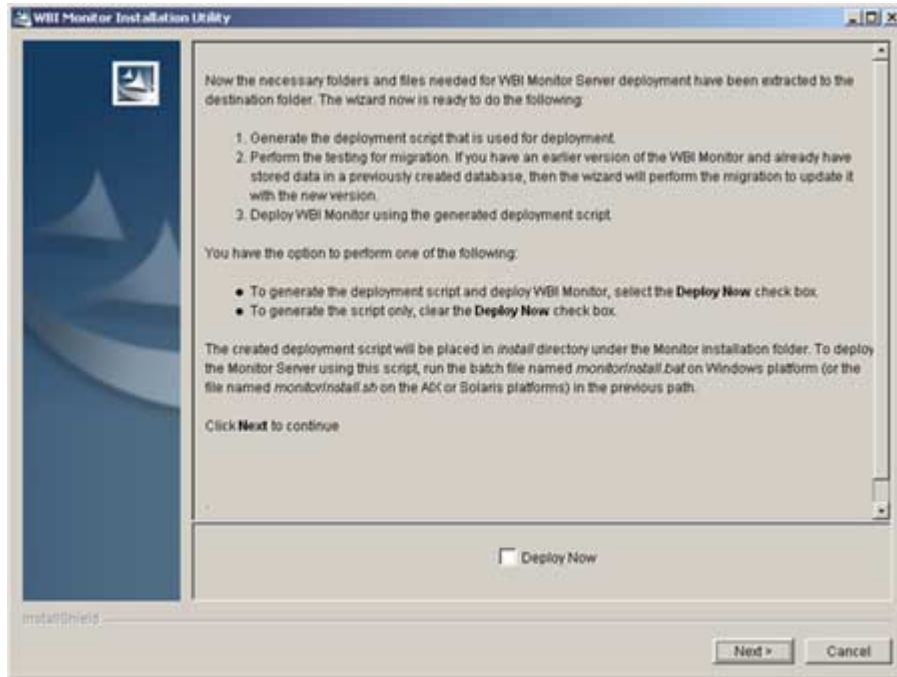 WBI Monitor Installation Utility
Now the necessary folders and files needed for WBI Monitor Server deployment have been extracted to the
destination folder. The wizard now is ready to do the following:
1. Generate the deployment script that is used for deployment.
2. Perform the testing for migration. If you have an earlier version of the WBI Monitor and already have
stored data in a previously created database, then the wizard will perform the migration to update it
with the new version.
3. Deploy WBI Monitor using the generated deployment script.
You have the option to perform one of the following:
● To generate the deployment script and deploy WBI Monitor, select the Deploy Now check box.
● To generate the script only, clear the Deploy Now check box.
The created deployment script will be placed in install directory under the Monitor installation folder. To deploy
the Monitor Server using this script, run the batch file named monitorinstall.bat on Windows platform (or the
file named monitorinstall.sh on the AIX or Solaris platforms) in the previous path.
Click Next to continue
.
Deploy Now
InstallShield
Next >
Cancel